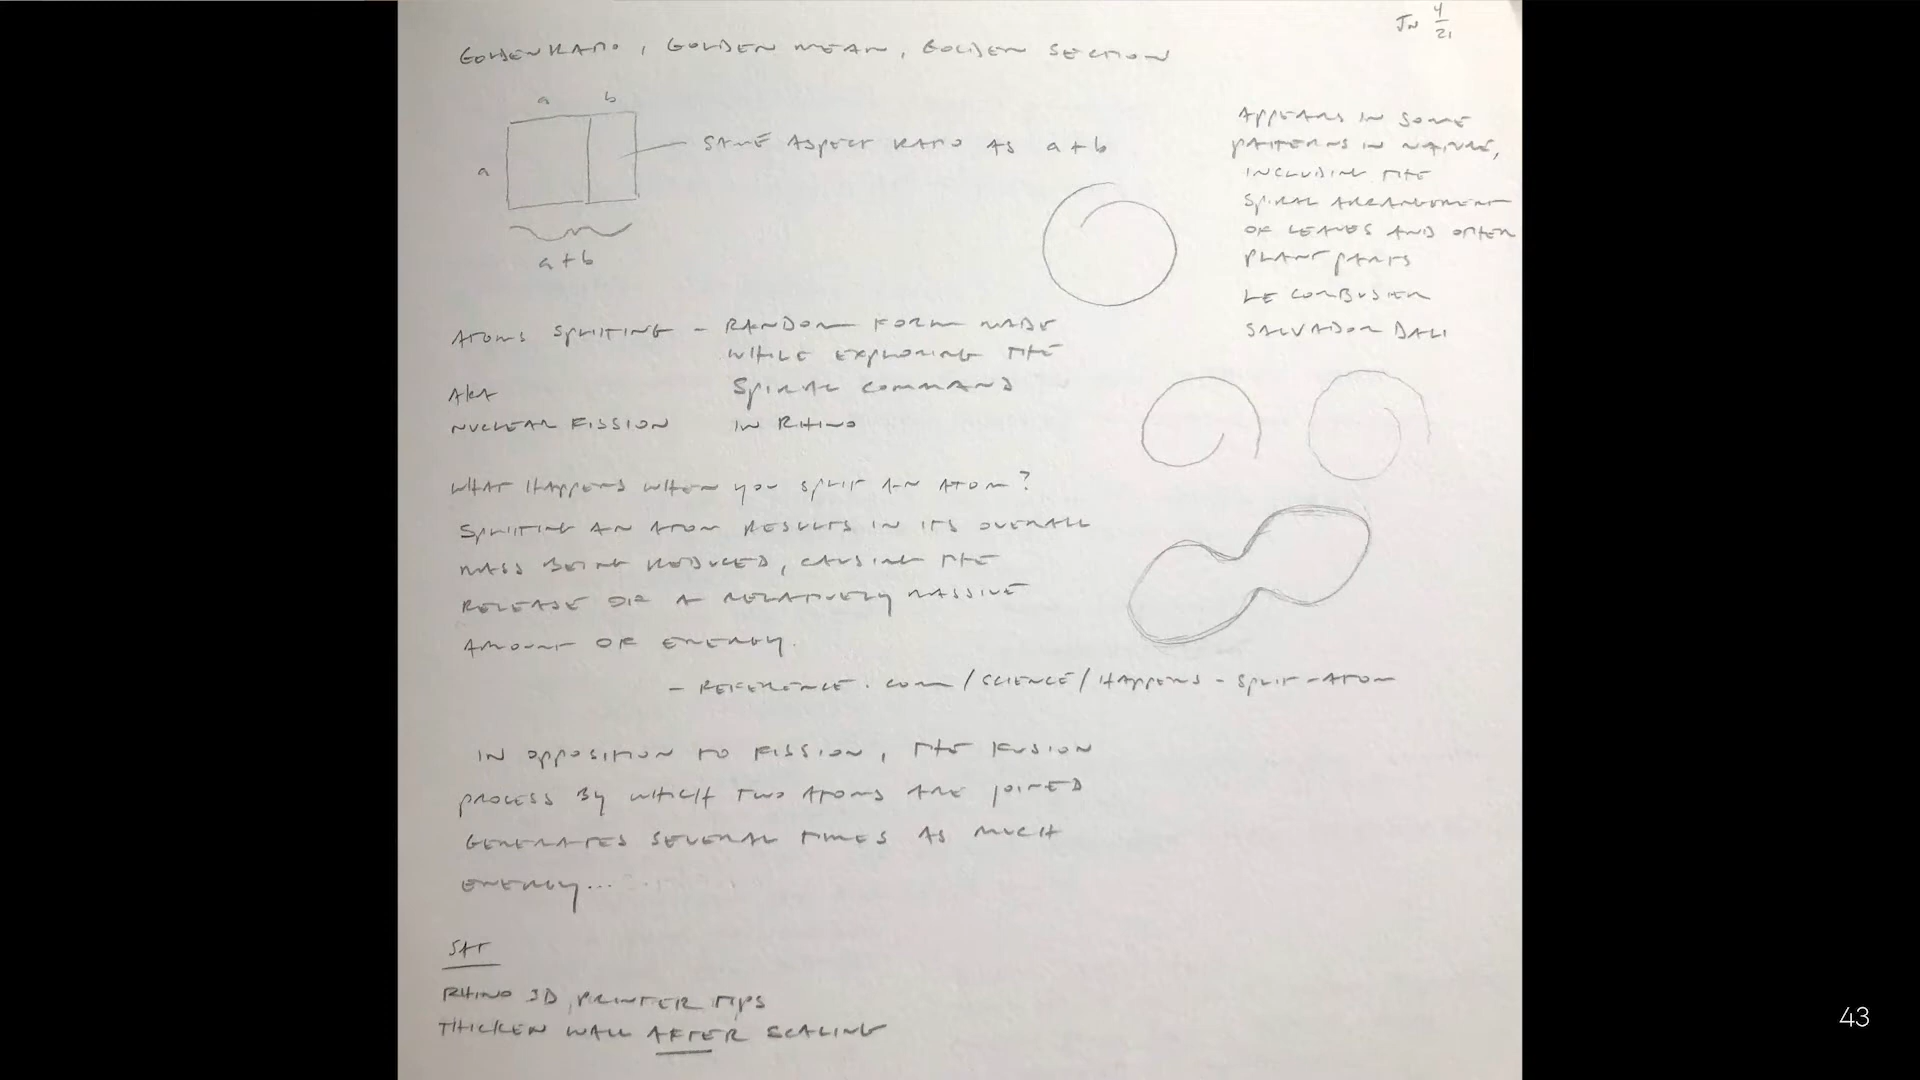 JN 4/21
GOLDEN RATIO, GOLDEN MEAN, GOLDEN SECTION
a b
a
SAME ASPECT RATIO AS a+b
a+b
APPEARS IN SOME
PATTERNS IN NATURE,
INCLUDING THE
SPIRAL ARRANGEMENT
OF LEAVES AND OTHER
PLANT PARTS
LE CORBUSIER
SALVADOR DALI
ATOMS SPLITING - RANDOM FORM MADE
WHILE EXPLORING THE
AKA SPIRAL COMMAND
NUCLEAR FISSION IN RHINO
WHAT HAPPENS WHEN YOU SPLIT AN ATOM?
SPLITING AN ATOM RESULTS IN ITS OVERALL
MASS BEING REDUCED, CAUSING THE
RELEASE OF A RELATIVELY MASSIVE
AMOUNT OF ENERGY.
- REFERENCE.COM/SCIENCE/HAPPENS-SPLIT-ATOM
IN OPPOSITION TO FISSION, THE FUSION
PROCESS BY WHICH TWO ATOMS ARE JOINED
GENERATES SEVERAL TIMES AS MUCH
ENERGY...
SAT
RHINO 3D PRINTER TIPS
THICKEN WALL AFTER SCALING
43